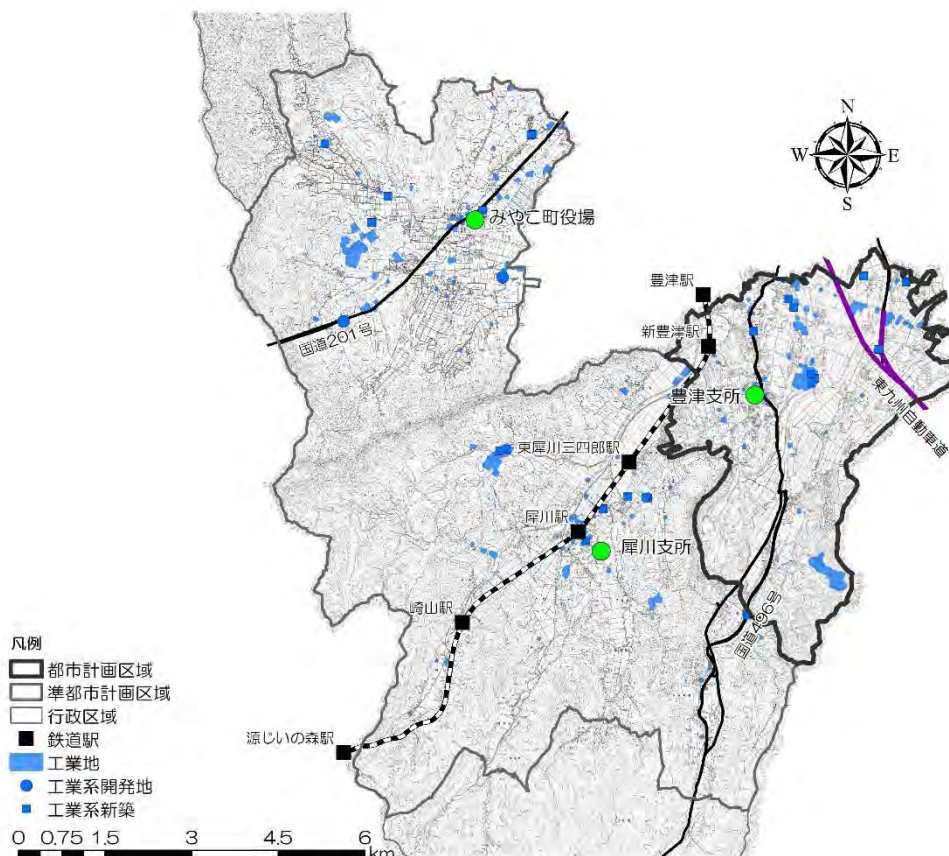 N
W
E
S
みやこ町役場
豊津駅
新豊津駅
国道201号
豊津支所
東九州自動車道
東犀川三四郎駅
犀川駅
犀川支所
国道496号
崎山駅
源じいの森駅
凡例
都市計画区域
準都市計画区域
行政区域
鉄道駅
工業地
工業系開発地
工業系新築
0 0.75 1.5 3 4.5 6
km